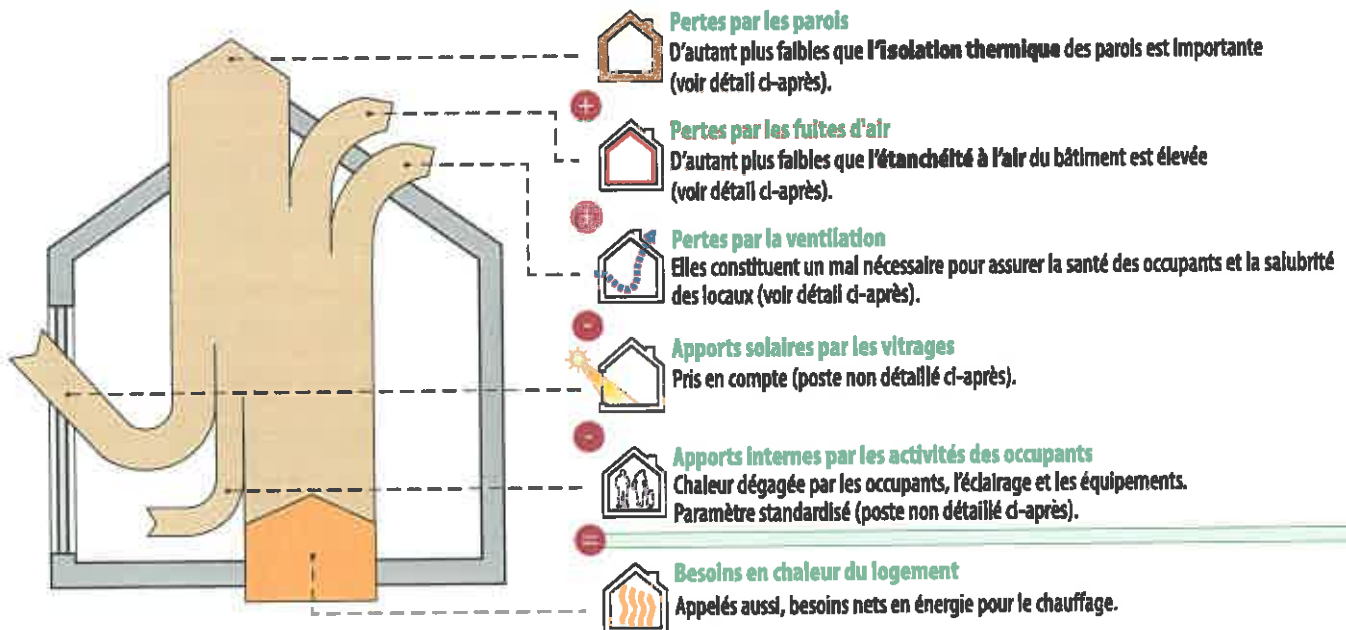 Pertes par les parois
D'autant plus faibles que l'isolation thermique des parois est importante
(voir détail ci-après).
+
Pertes par les fuites d'air
D'autant plus faibles que l'étanchéité à l'air du bâtiment est élevée
(voir détail ci-après).
+
Pertes par la ventilation
Elles constituent un mal nécessaire pour assurer la santé des occupants et la salubrité
des locaux (voir détail ci-après).
-
Apports solaires par les vitrages
Pris en compte (poste non détaillé ci-après).
-
Apports internes par les activités des occupants
Chaleur dégagée par les occupants, l'éclairage et les équipements.
Paramètre standardisé (poste non détaillé ci-après).
=
Besoins en chaleur du logement
Appelés aussi, besoins nets en énergie pour le chauffage.